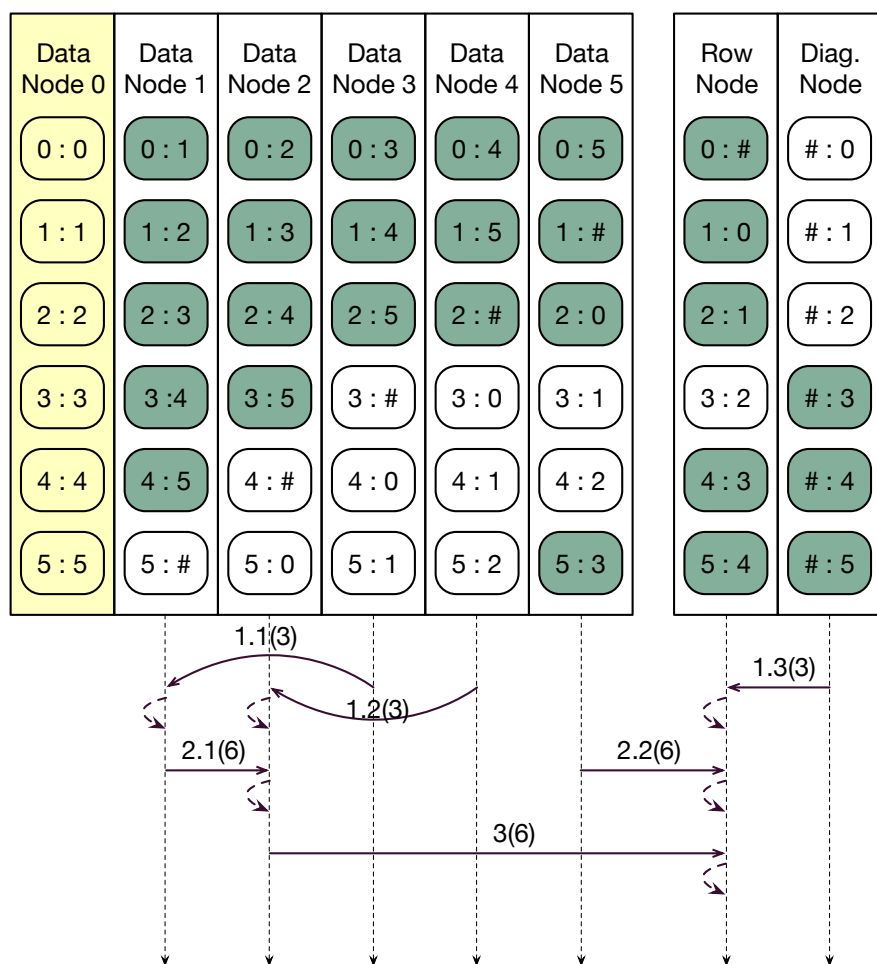 Data Node 0 Data Node 1 Data Node 2 Data Node 3 Data Node 4 Data Node 5 Row Node Diag. Node
0 : 0 0 : 1 0 : 2 0 : 3 0 : 4 0 : 5 0 : # # : 0
1 : 1 1 : 2 1 : 3 1 : 4 1 : 5 1 : # 1 : 0 # : 1
2 : 2 2 : 3 2 : 4 2 : 5 2 : # 2 : 0 2 : 1 # : 2
3 : 3 3 :4 3 : 5 3 : # 3 : 0 3 : 1 3 : 2 # : 3
4 : 4 4 : 5 4 : # 4 : 0 4 : 1 4 : 2 4 : 3 # : 4
5 : 5 5 : # 5 : 0 5 : 1 5 : 2 5 : 3 5 : 4 # : 5
1.1(3)
1.3(3)
1.2(3)
2.1(6) 2.2(6)
3(6)